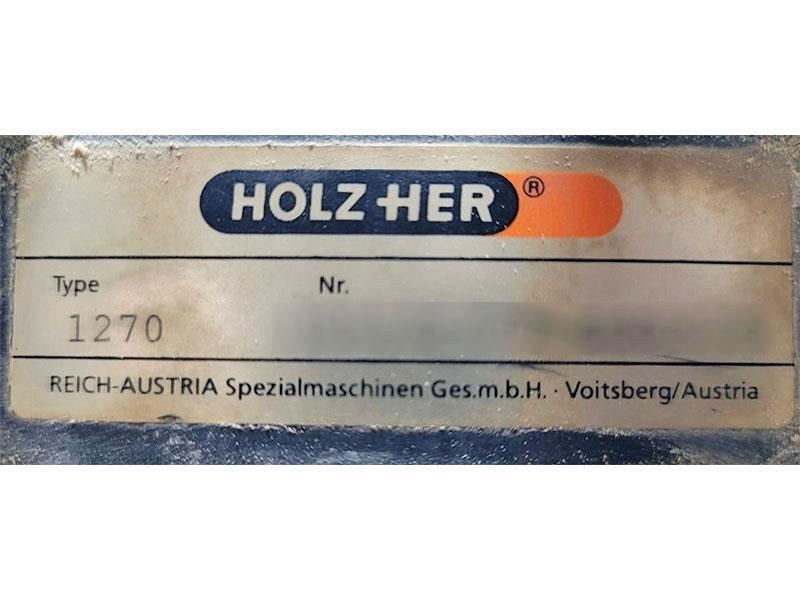 HOLZ-HER®
Type Nr.
1270
REICH-AUSTRIA Spezialmaschinen Ges.m.b.H. · Voitsberg/Austria